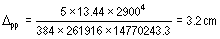 Δpp = 5×13.44×2900⁴ / 384×261916×14770243.3 = 3.2 cm